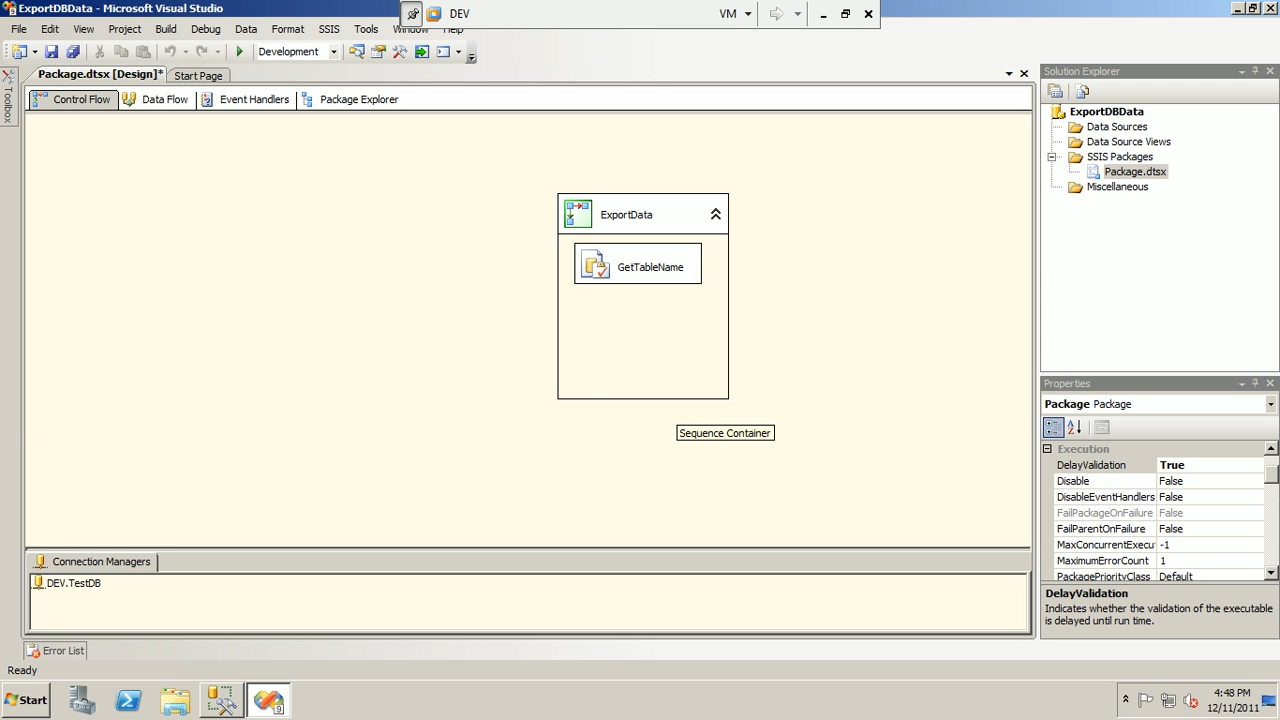 ExportDBData - Microsoft Visual Studio
DEV
VM
File Edit View Project Build Debug Data Format SSIS Tools Window Help
Development
Package.dtsx [Design]*
Start Page
Toolbox
Control Flow
Data Flow
Event Handlers
Package Explorer
ExportData
GetTableName
Sequence Container
Connection Managers
DEV.TestDB
Error List
Ready
Solution Explorer
ExportDBData
Data Sources
Data Source Views
SSIS Packages
Package.dtsx
Miscellaneous
Properties
Package Package
Execution
DelayValidation True
Disable False
DisableEventHandlers False
FailPackageOnFailure False
FailParentOnFailure False
MaxConcurrentExecu -1
MaximumErrorCount 1
PackagePriorityClass Default
DelayValidation
Indicates whether the validation of the executable
is delayed until run time.
Start
4:48 PM
12/11/2011